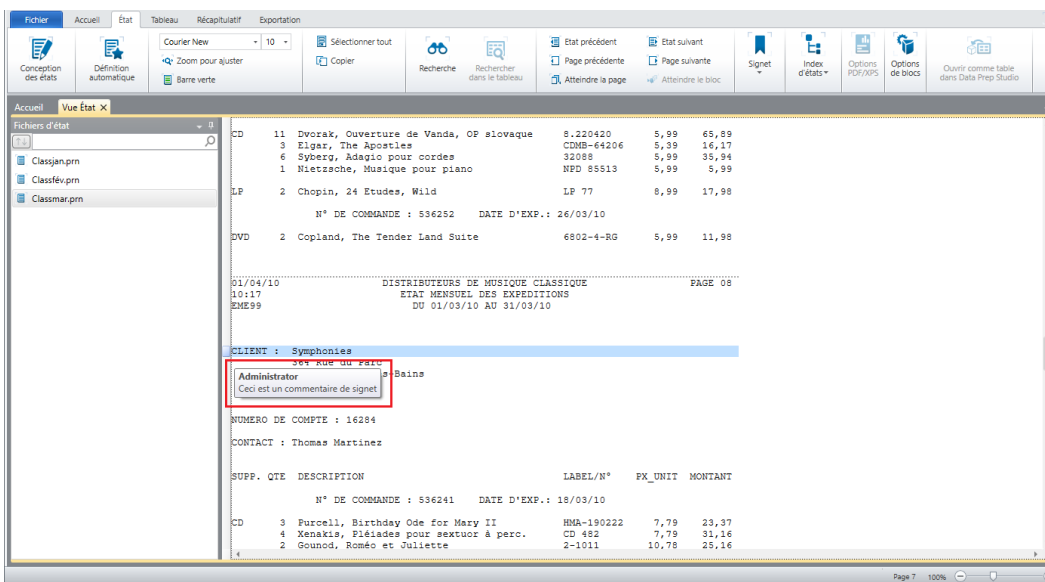 Fichier Accueil État Tableau Récapitulatif Exportation
Conception des états
Définition automatique
Courier New 10
Zoom pour ajuster
Barre verte
Sélectionner tout
Copier
Recherche
Rechercher dans le tableau
Etat précédent
Page précédente
Atteindre la page
Etat suivant
Page suivante
Atteindre le bloc
Signet
Index d'états
Options PDF/XPS
Options de blocs
Ouvrir comme table dans Data Prep Studio
Accueil Vue État X
Fichiers d'état
Classjan.prn
Classfév.prn
Classmar.prn
CD 11 Dvorak, Ouverture de Vanda, OP slovaque 8.220420 5,99 65,89
3 Elgar, The Apostles CDMB-64206 5,39 16,17
6 Syberg, Adagio pour cordes 32088 5,99 35,94
1 Nietzsche, Musique pour piano NPD 85513 5,99 5,99
LP 2 Chopin, 24 Etudes, Wild LP 77 8,99 17,98
N° DE COMMANDE : 536252 DATE D'EXP.: 26/03/10
DVD 2 Copland, The Tender Land Suite 6802-4-RG 5,99 11,98
01/04/10 DISTRIBUTEURS DE MUSIQUE CLASSIQUE PAGE 08
10:17 ETAT MENSUEL DES EXPEDITIONS
EME99 DU 01/03/10 AU 31/03/10
CLIENT : Symphonies
364 Rue du Parc
s-Bains
Administrator
Ceci est un commentaire de signet
NUMERO DE COMPTE : 16284
CONTACT : Thomas Martinez
SUPP. QTE DESCRIPTION LABEL/N° PX_UNIT MONTANT
N° DE COMMANDE : 536241 DATE D'EXP.: 18/03/10
CD 3 Purcell, Birthday Ode for Mary II HMA-190222 7,79 23,37
4 Xenakis, Pléiades pour sextuor à perc. CD 482 7,79 31,16
2 Gounod, Roméo et Juliette 2-1011 10,78 25,16
Page 7 100%